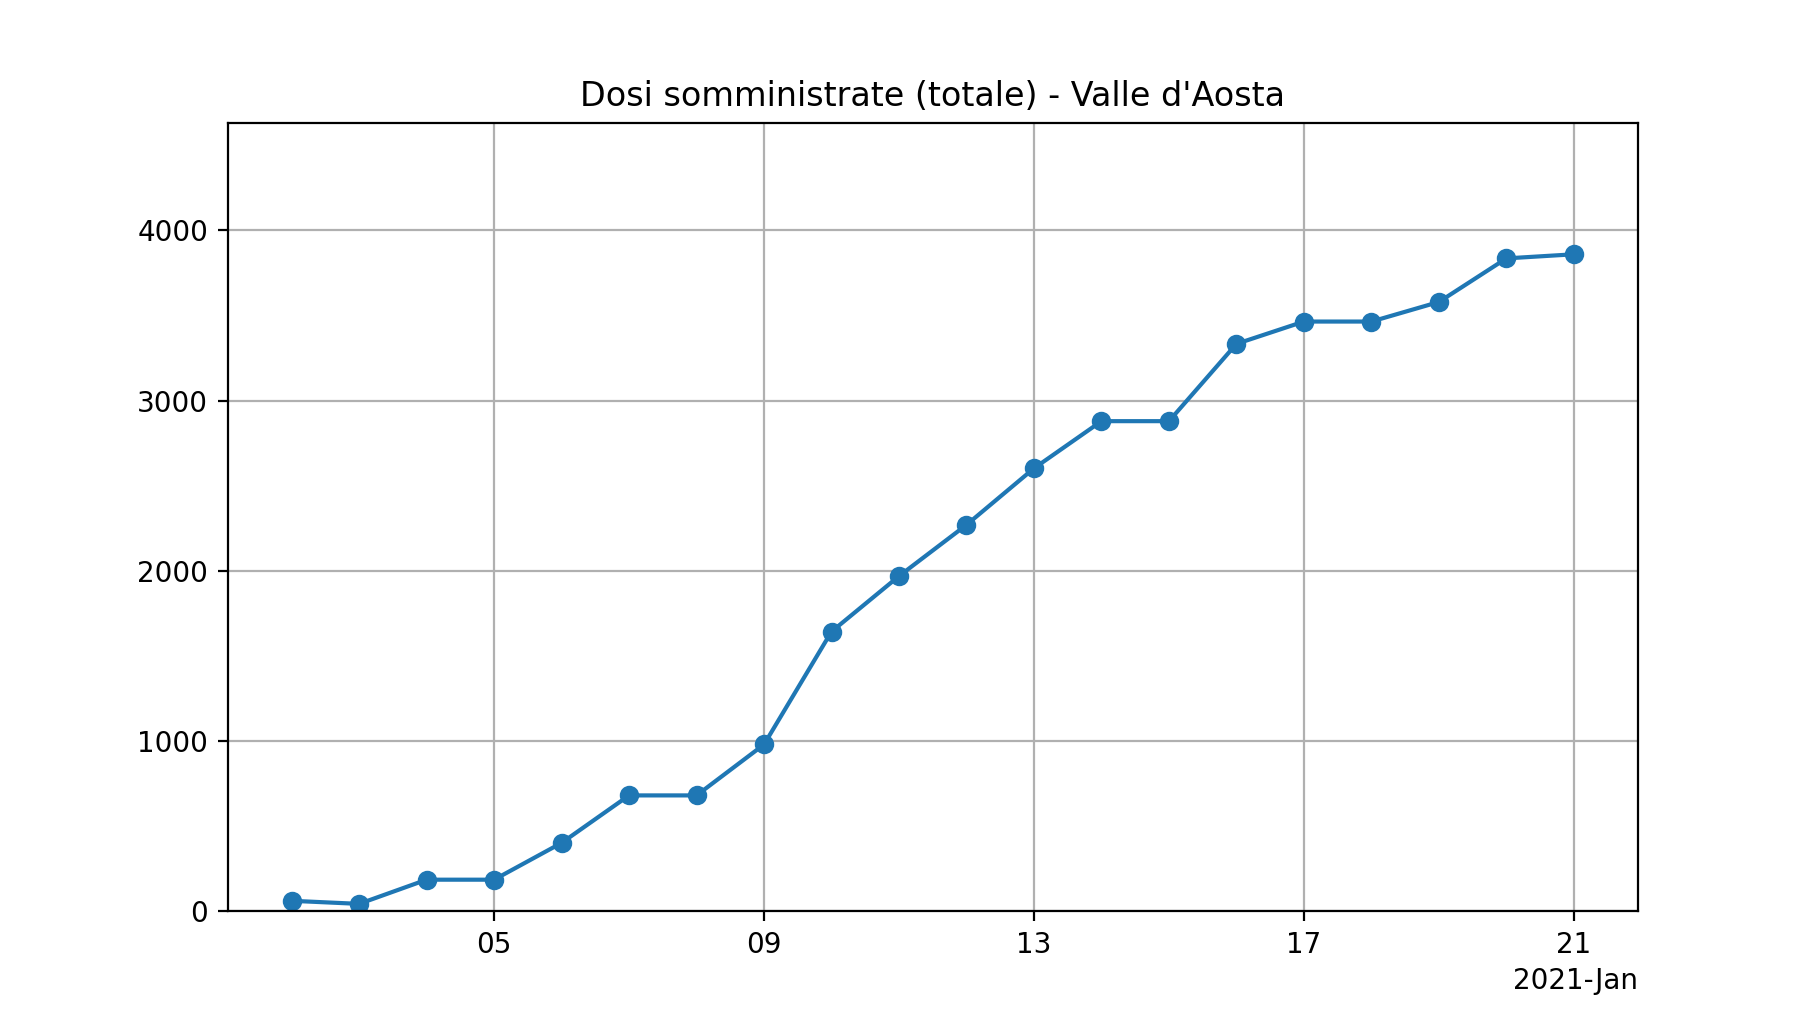 Dosi somministrate (totale) - Valle d'Aosta
4000
3000
2000
1000
0
05 09 13 17 21
2021-Jan